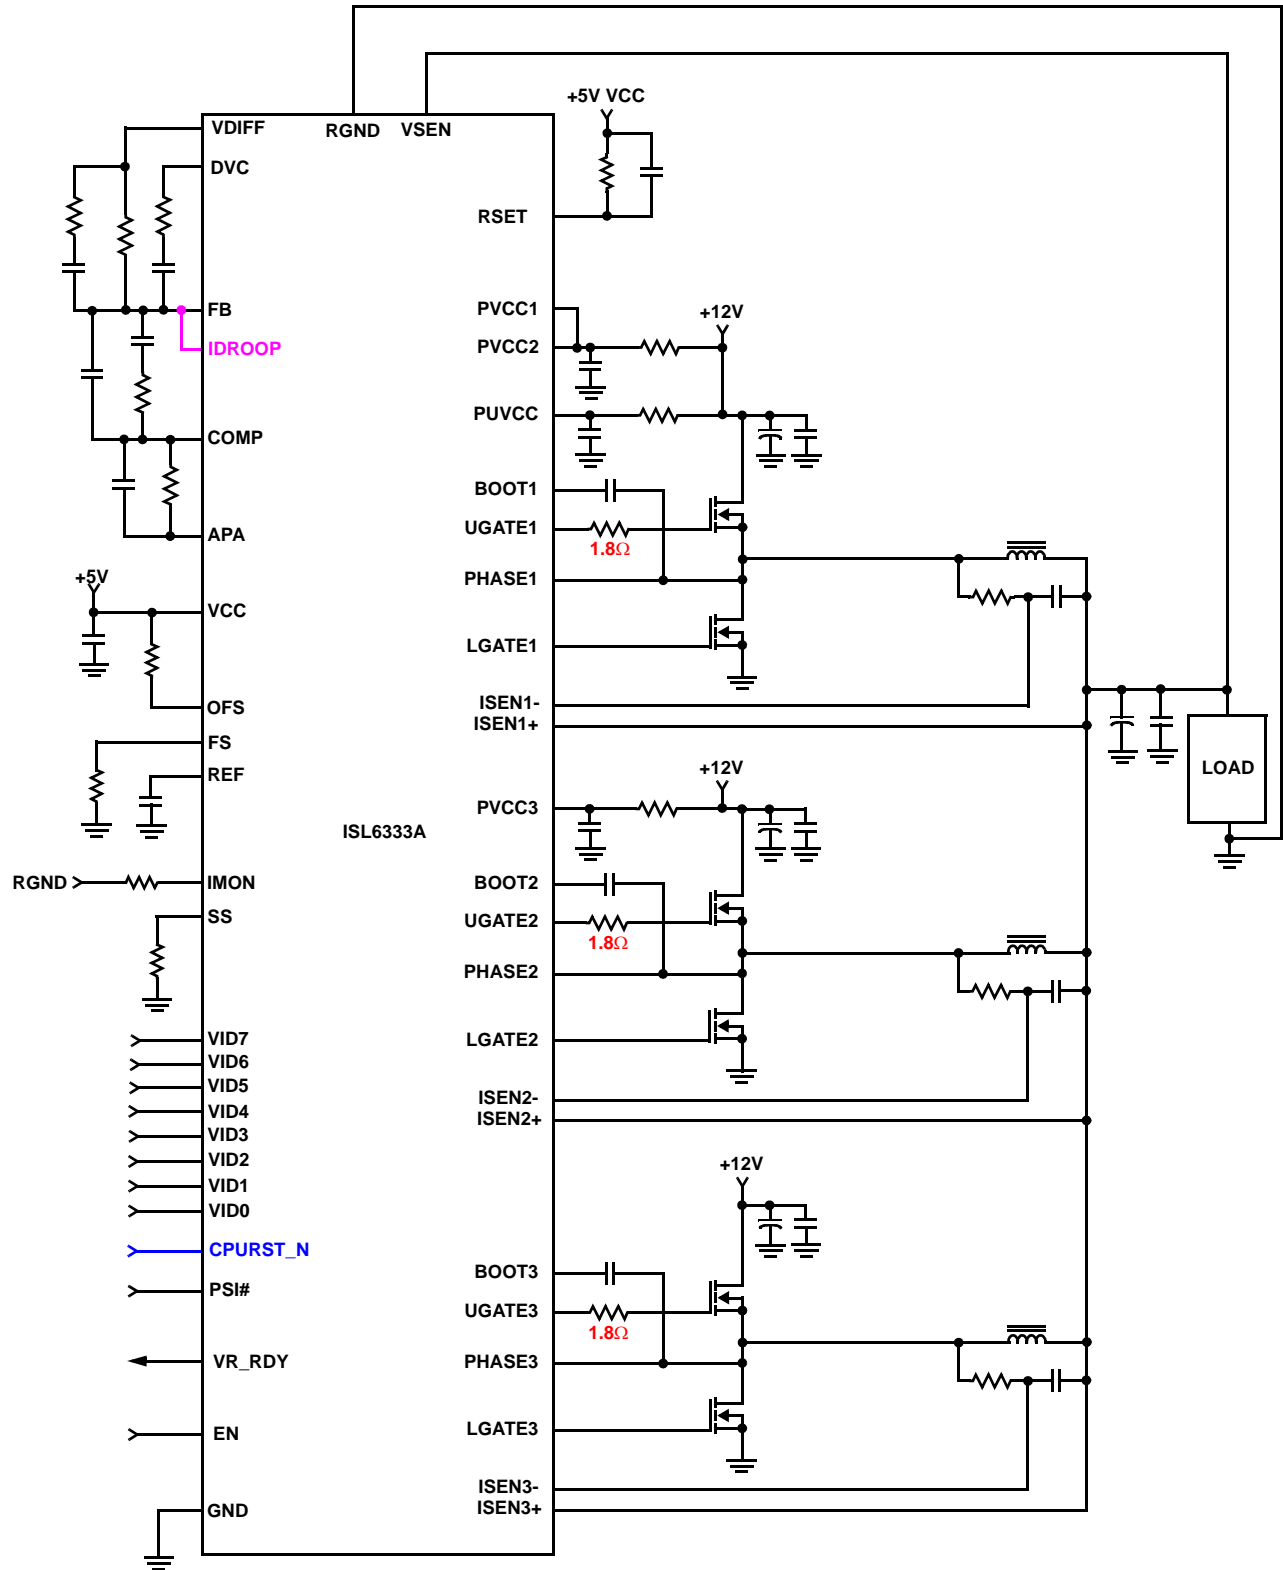 +5V VCC
VDIFF
RGND
VSEN
DVC
RSET
FB
IDROOP
PVCC1
+12V
PVCC2
PUVCC
COMP
BOOT1
UGATE1
1.8Ω
APA
PHASE1
+5V
VCC
LGATE1
OFS
ISEN1-
ISEN1+
FS
REF
LOAD
+12V
PVCC3
ISL6333A
RGND
IMON
BOOT2
SS
UGATE2
1.8Ω
PHASE2
VID7
LGATE2
VID6
VID5
ISEN2-
VID4
ISEN2+
VID3
VID2
+12V
VID1
VID0
CPURST_N
BOOT3
PSI#
UGATE3
1.8Ω
VR_RDY
PHASE3
LGATE3
EN
ISEN3-
ISEN3+
GND